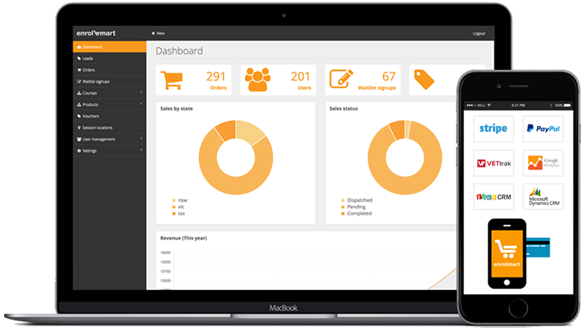 enrolmart
New
Logout
Dashboard
Leads
Orders
Waitlist signups
Courses
Products
Vouchers
Session locations
User management
Settings
Dashboard
291
Orders
201
Users
67
Waitlist signups
Sales by state
nsw
vic
tas
Sales status
Dispatched
Pending
Completed
Revenue (This year)
MacBook
BELL
4:21 PM
stripe
PayPal
VETtrak
Google
Analytics
ZOHO CRM
Microsoft
Dynamics CRM
enrolmart